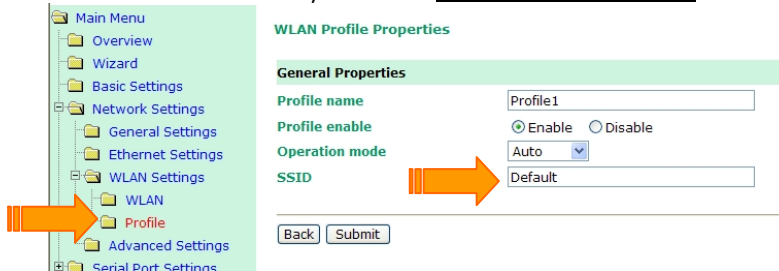 Main Menu
Overview
Wizard
Basic Settings
Network Settings
General Settings
Ethernet Settings
WLAN Settings
WLAN
Profile
Advanced Settings
Serial Port Settings
WLAN Profile Properties
General Properties
Profile name Profile1
Profile enable Enable Disable
Operation mode Auto
SSID Default
Back Submit